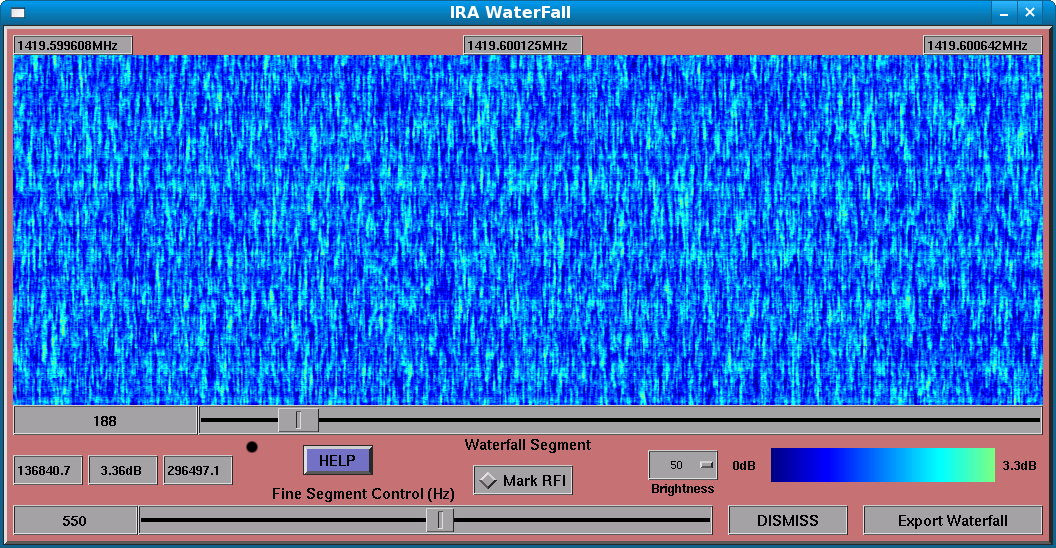 IRA WaterFall
1419.599608MHz 1419.600125MHz 1419.600642MHz
188
Waterfall Segment
136840.7 3.36dB 296497.1 HELP Mark RFI 50 0dB 3.3dB
Brightness
Fine Segment Control (Hz)
550 DISMISS Export Waterfall